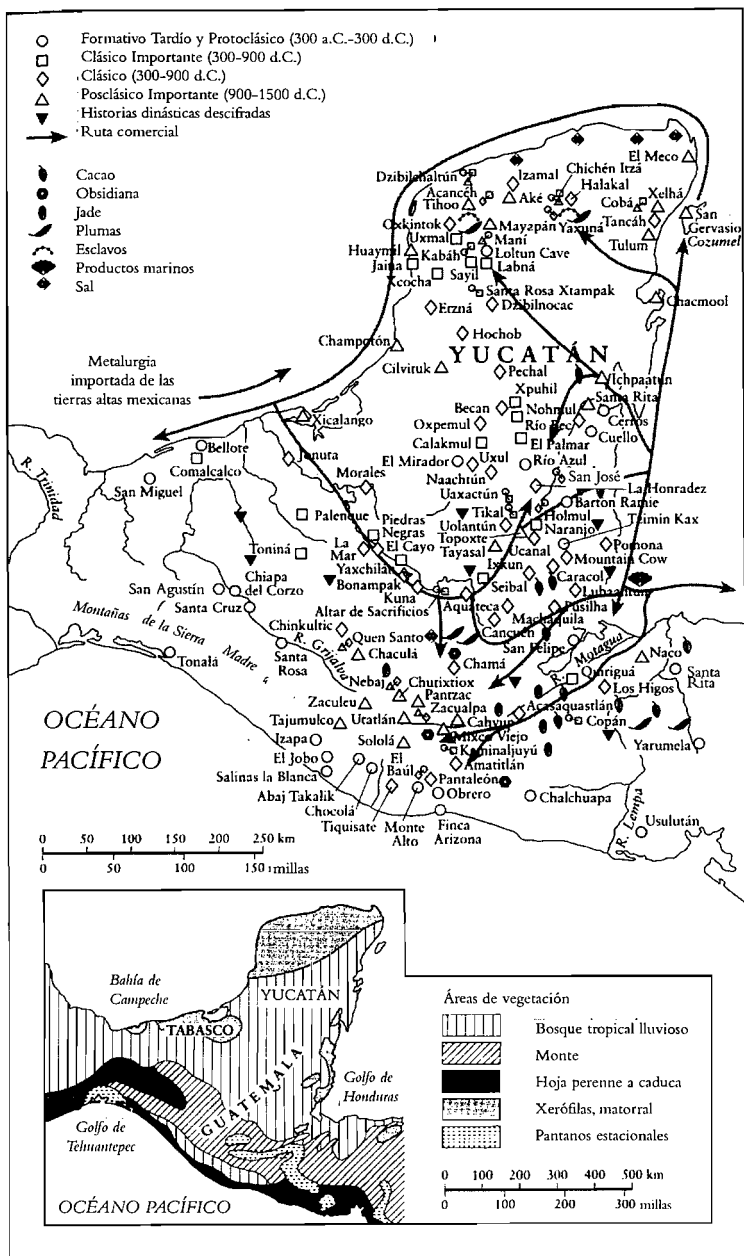 Formativo Tardío y Protoclásico (300 a.C.-300 d.C.)
Clásico Importante (300-900 d.C.)
Clásico (300-900 d.C.)
Posclásico Importante (900-1500 d.C.)
Historias dinásticas descifradas
Ruta comercial
Cacao
Obsidiana
Jade
Plumas
Esclavos
Productos marinos
Sal
El Meco
Dzibilchaltún
Izamal
Chichén Itzá
Halakal
Acancéh
Aké
Cobá
Xelhá
Tihoo
Oxkintok
Mayapán
Yaxuná
Tancáh
San
Gervasio
Cozumel
Uxmal
Maní
Tulum
Huaymil
Kabáh
Loltun Cave
Jaina
Sayil
Labná
Xcocha
Santa Rosa Xtampak
Chacmool
Etzná
Dzibilnocac
Hochob
Champotón
YUCATÁN
Metalurgia
importada de las
tierras altas mexicanas
Cilvituk
Pechal
Ichpaatún
Xpuhil
Santa Rita
Becan
Nohmul
Cerros
Xicalango
Oxpemul
Río Bec
Cuello
Calakmul
El Palmar
Bellote
Jonuta
El Mirador
Uxul
Río Azul
Comalcalco
R. Trinidad
San Miguel
Morales
Naachtún
San José
Uaxactún
La Honradez
Tikal
Barton Ramie
Palenque
Piedras
Negras
Uolantún
Holmul
Tzimin Kax
Naranjo
Toniná
La
Mar
El Cayo
Topoxte
Tayasal
Ucanal
Pomona
Yaxchilán
Ixkun
Mountain Cow
San Agustín
Chiapa
del Corzo
Bonampak
Kuna
Seibal
Caracol
Lubaantún
Santa Cruz
Altar de Sacrificios
Aquateca
Pusilha
Montañas de la Sierra Madre
Chinkultic
Machaquila
R. Grijalva
Quen Santo
Cancuen
San Felipe
R. Motagua
Tonalá
Santa
Rosa
Chaculá
Chamá
Quiriguá
Naco
Santa
Rita
Nebaj
Chutixtiox
Los Higos
Zaculeu
Pantzac
Acasaquastlán
OCÉANO
PACÍFICO
Tajumulco
Utatlán
Zacualpa
Cahyup
Copán
Izapa
Sololá
Mixco Viejo
Yarumela
El Jobo
El
Baúl
Kaminaljuyú
Salinas la Blanca
Amatitlán
Abaj Takalik
Pantaleón
Chocolá
Obrero
Chalchuapa
Tiquisate
Monte
Alto
Finca
Arizona
R. Lempa
Usulután
0 50 100 150 200 250 km
0 50 100 150 millas
Bahía de
Campeche
YUCATÁN
TABASCO
GUATEMALA
Golfo de
Honduras
Golfo de
Tehuantepec
OCÉANO PACÍFICO
Áreas de vegetación
Bosque tropical lluvioso
Monte
Hoja perenne a caduca
Xerófilas, matorral
Pantanos estacionales
0 150 300 500 km
0 100 200 300 millas